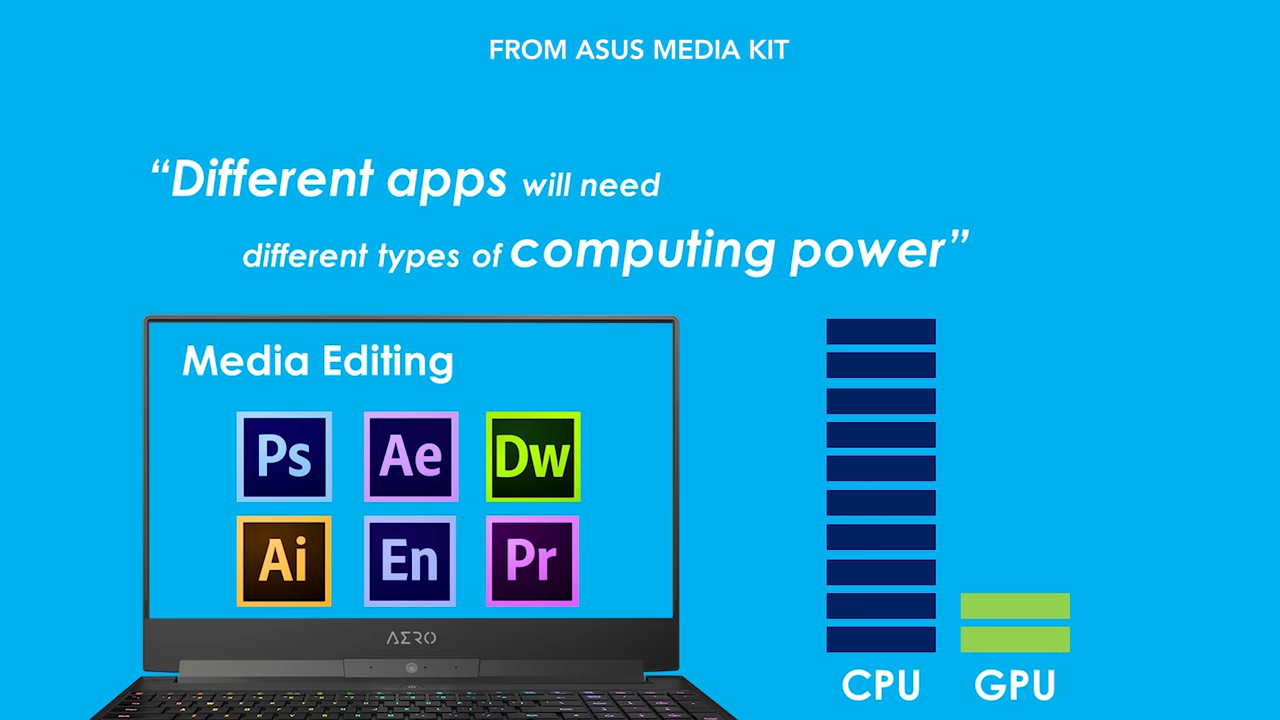 FROM ASUS MEDIA KIT
“Different apps will need
different types of computing power”
Media Editing
Ps Ae Dw
Ai En Pr
AERO
CPU GPU